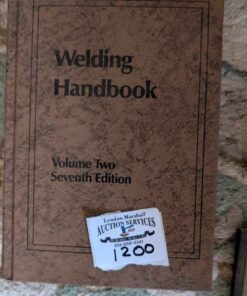 Welding
Handbook
Volume Two
Seventh Edition
Lyndon Marshall
AUCTION SERVICES
1200